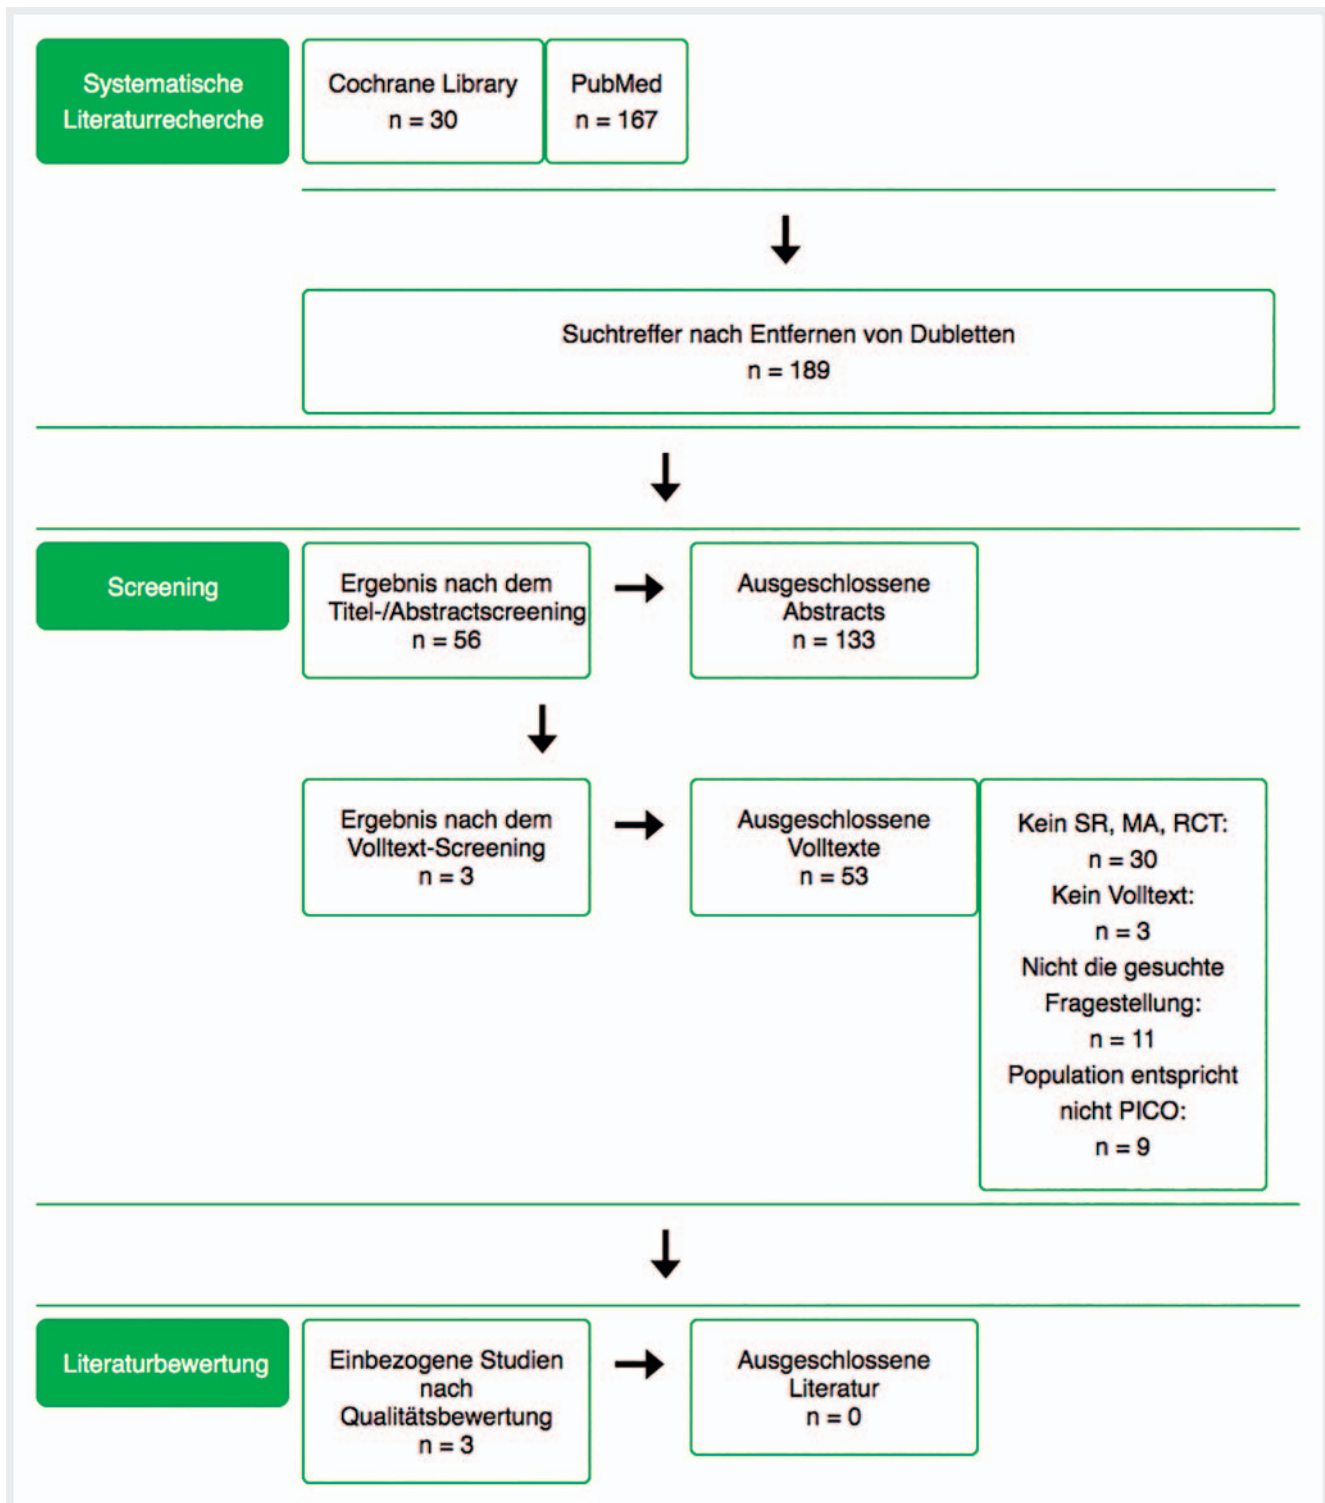 Systematische
Literaturrecherche
Cochrane Library
n = 30
PubMed
n = 167
Suchtreffer nach Entfernen von Dubletten
n = 189
Screening
Ergebnis nach dem
Titel-/Abstractscreening
n = 56
Ausgeschlossene
Abstracts
n = 133
Ergebnis nach dem
Volltext-Screening
n = 3
Ausgeschlossene
Volltexte
n = 53
Kein SR, MA, RCT:
n = 30
Kein Volltext:
n = 3
Nicht die gesuchte
Fragestellung:
n = 11
Population entspricht
nicht PICO:
n = 9
Literaturbewertung
Einbezogene Studien
nach
Qualitätsbewertung
n = 3
Ausgeschlossene
Literatur
n = 0